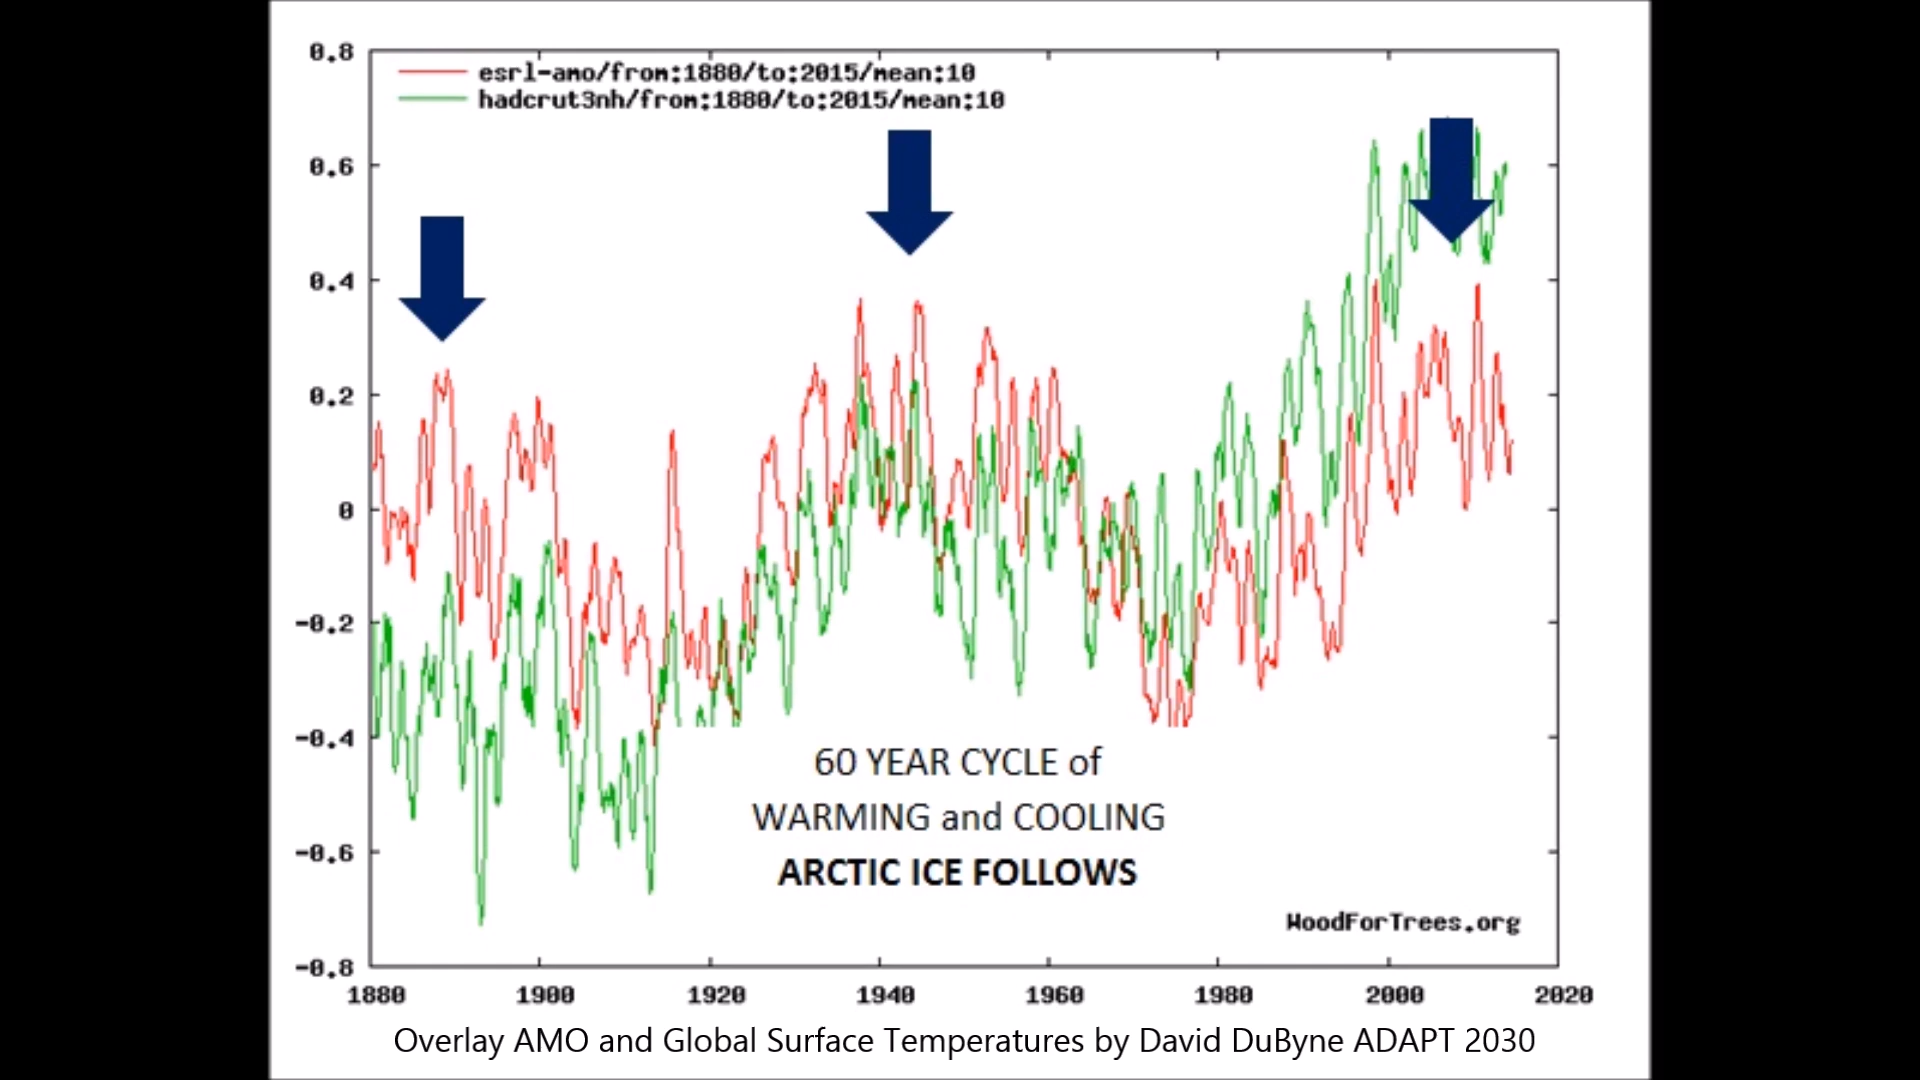 0.8
esrl-amo/from:1880/to:2015/mean:10
hadcrut3nh/from:1880/to:2015/mean:10
0.6
0.4
0.2
0
-0.2
-0.4
60 YEAR CYCLE of
WARMING and COOLING
-0.6
ARCTIC ICE FOLLOWS
WoodForTrees.org
-0.8
1880 1900 1920 1940 1960 1980 2000 2020
Overlay AMO and Global Surface Temperatures by David DuByne ADAPT 2030